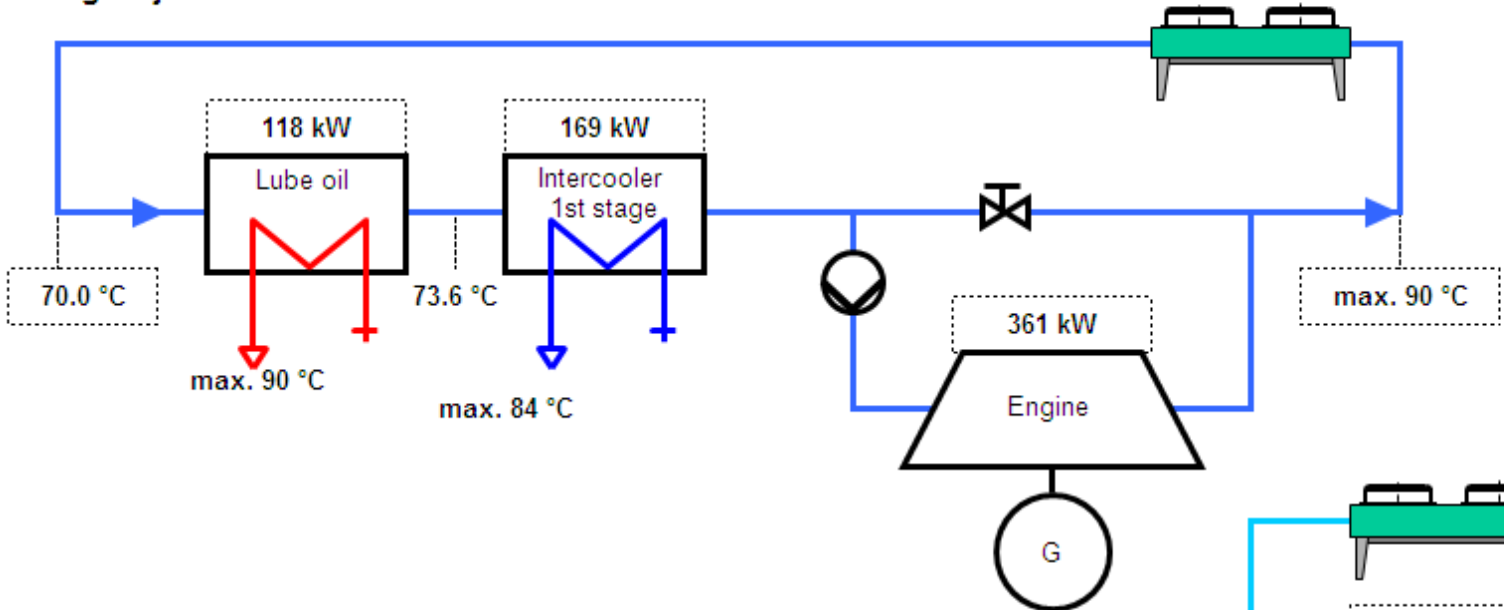 118 kW
169 kW
Lube oil
Intercooler
1st stage
70.0 °C
73.6 °C
max. 90 °C
361 kW
max. 90 °C
max. 84 °C
Engine
G